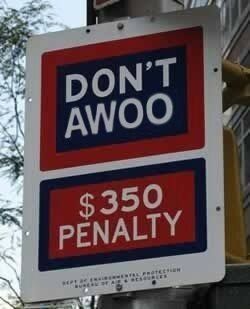 DON'T
AWOO
$350
PENALTY
DEPT OF ENVIRONMENTAL PROTECTION
BUREAU OF AIR & RESOURCES